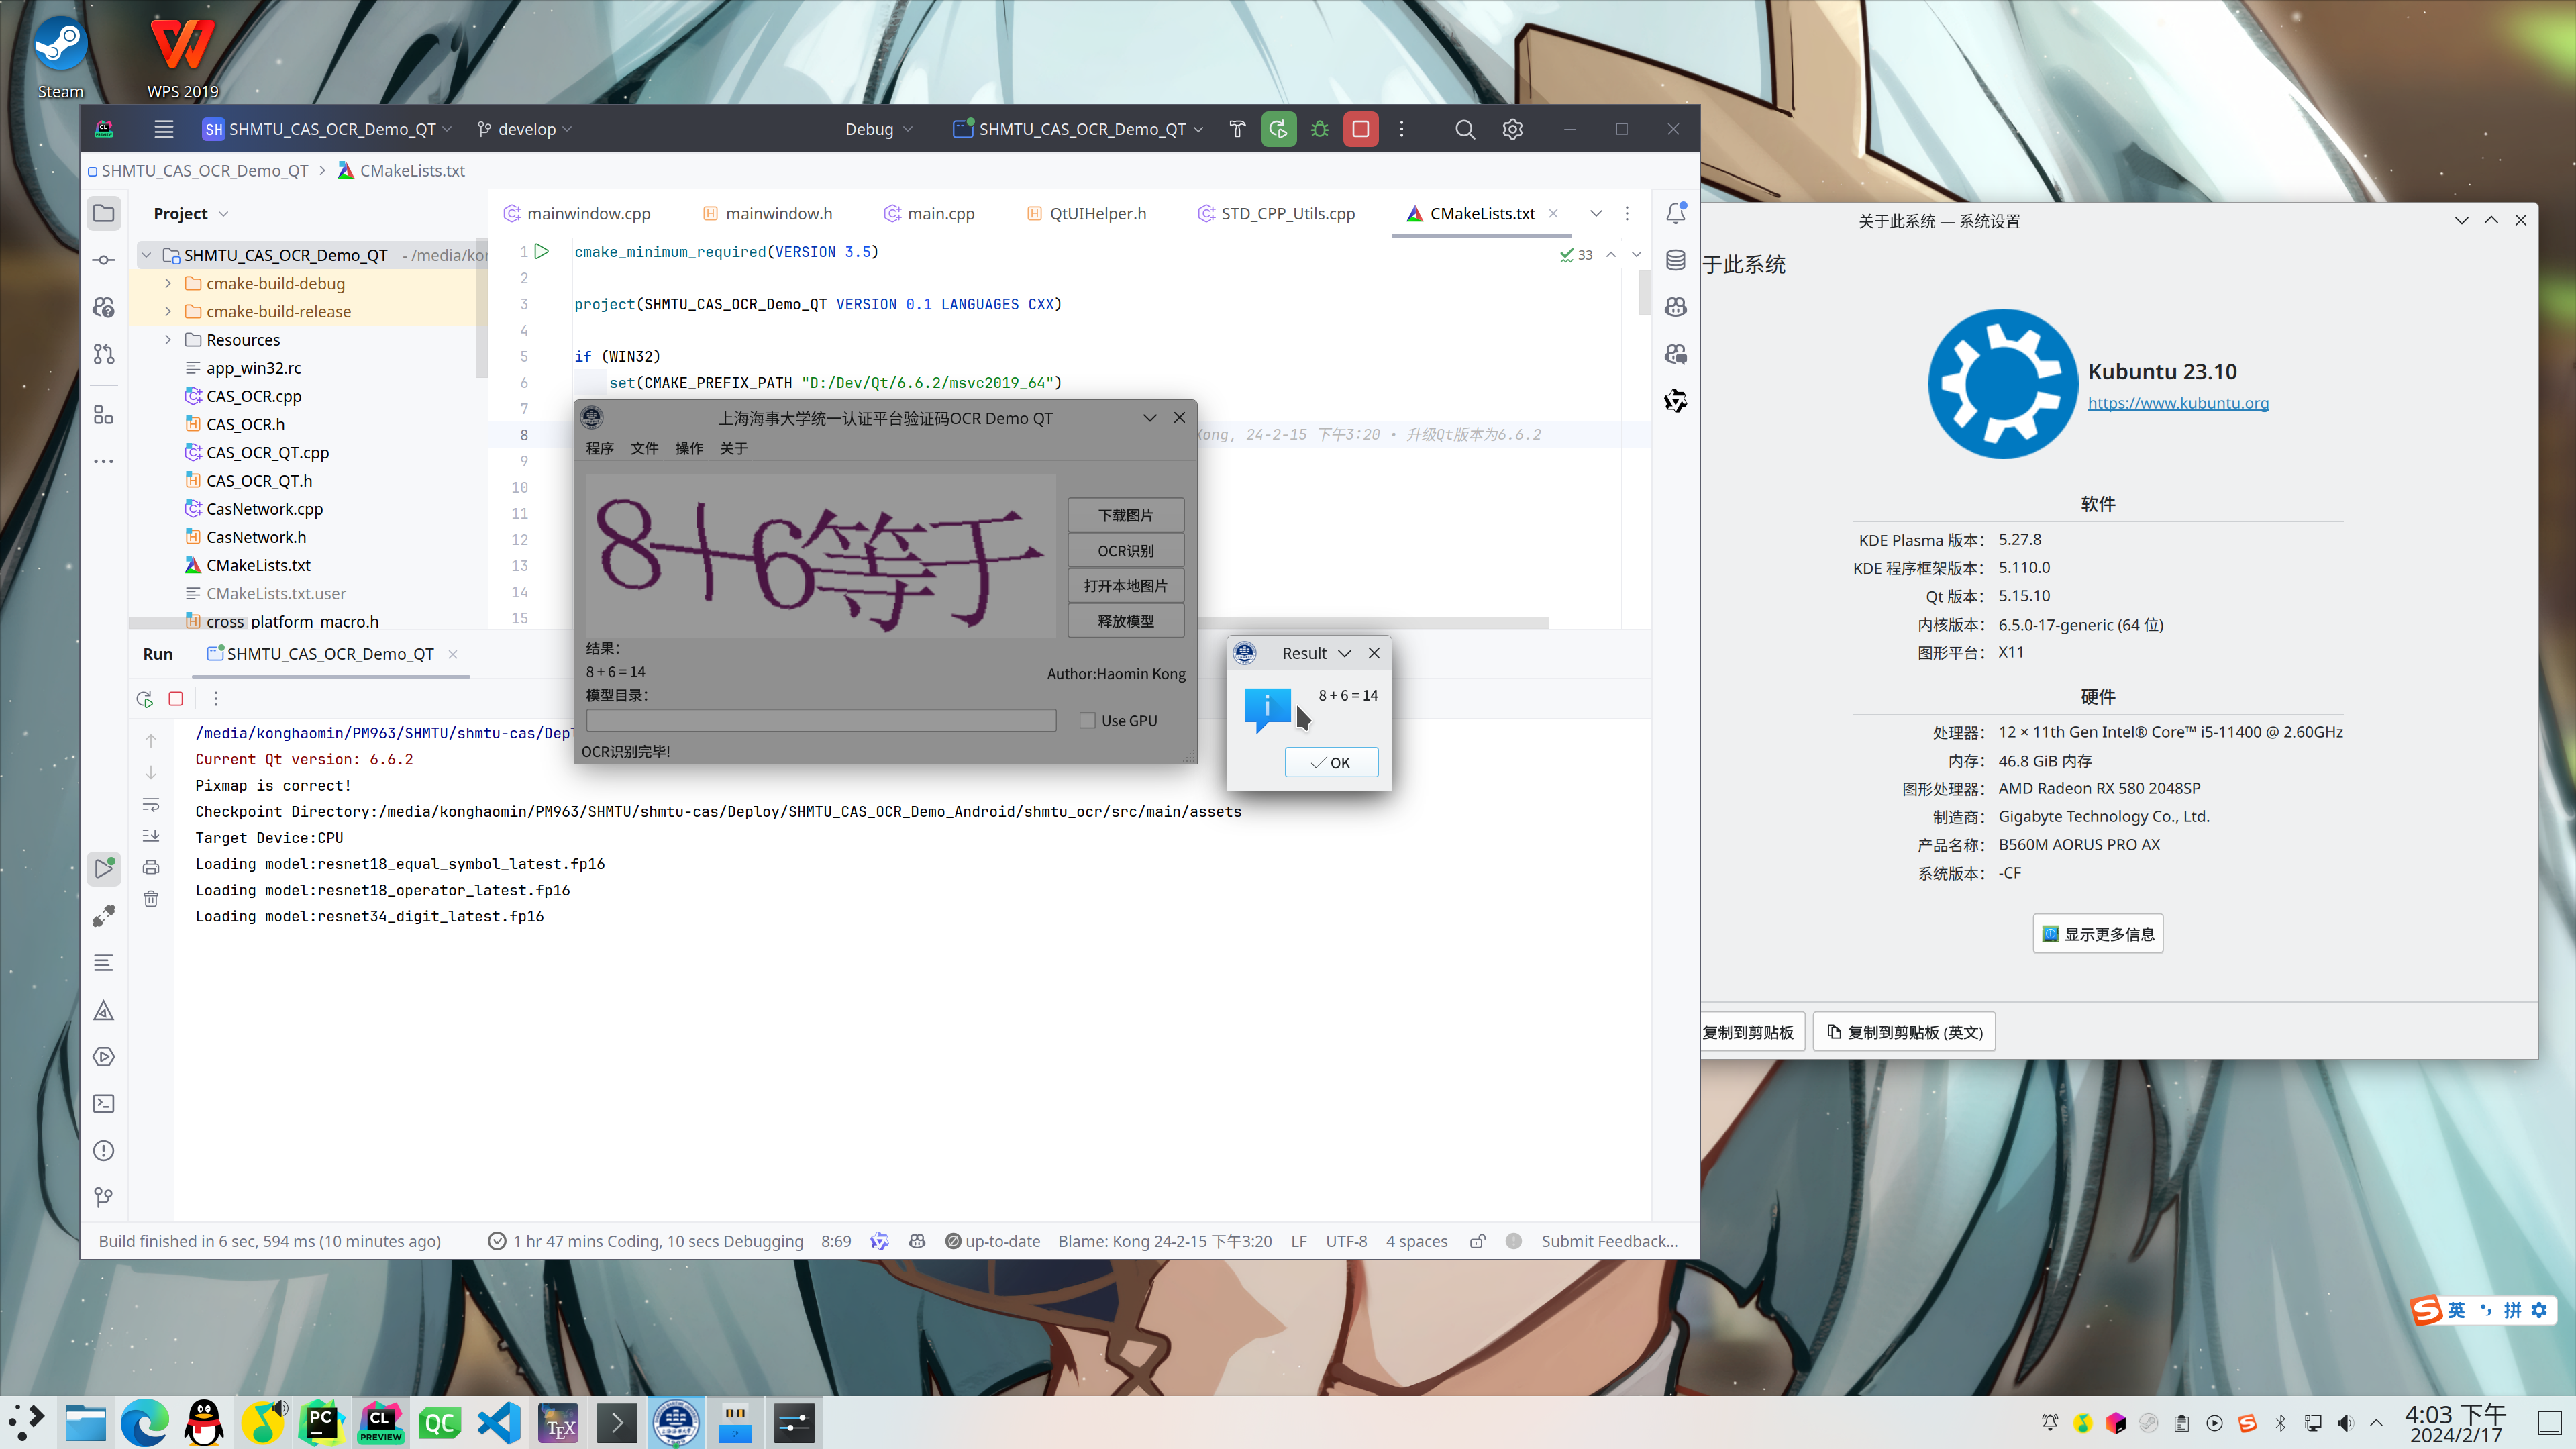 Steam
WPS 2019
SH SHMTU_CAS_OCR_Demo_QT
develop
Debug
SHMTU_CAS_OCR_Demo_QT
SHMTU_CAS_OCR_Demo_QT
CMakeLists.txt
Project
mainwindow.cpp
mainwindow.h
main.cpp
QtUIHelper.h
STD_CPP_Utils.cpp
CMakeLists.txt
SHMTU_CAS_OCR_Demo_QT - /media/kon
cmake-build-debug
cmake-build-release
Resources
app_win32.rc
CAS_OCR.cpp
CAS_OCR.h
CAS_OCR_QT.cpp
CAS_OCR_QT.h
CasNetwork.cpp
CasNetwork.h
CMakeLists.txt
CMakeLists.txt.user
cross_platform_macro.h
33
1 cmake_minimum_required(VERSION 3.5)
2
3 project(SHMTU_CAS_OCR_Demo_QT VERSION 0.1 LANGUAGES CXX)
4
5 if (WIN32)
6 set(CMAKE_PREFIX_PATH "D:/Dev/Qt/6.6.2/msvc2019_64")
7
8 Kong, 24-2-15 下午3:20 • 升级Qt版本为6.6.2
9
10
11
12
13
14
15
上海海事大学统一认证平台验证码OCR Demo QT
程序 文件 操作 关于
8+6等于
下载图片
OCR识别
打开本地图片
释放模型
结果:
8 + 6 = 14
Author:Haomin Kong
模型目录:
Use GPU
OCR识别完毕!
Result
8 + 6 = 14
OK
Run
SHMTU_CAS_OCR_Demo_QT
/media/konghaomin/PM963/SHMTU/shmtu-cas/Depl
Current Qt version: 6.6.2
Pixmap is correct!
Checkpoint Directory:/media/konghaomin/PM963/SHMTU/shmtu-cas/Deploy/SHMTU_CAS_OCR_Demo_Android/shmtu_ocr/src/main/assets
Target Device:CPU
Loading model:resnet18_equal_symbol_latest.fp16
Loading model:resnet18_operator_latest.fp16
Loading model:resnet34_digit_latest.fp16
Build finished in 6 sec, 594 ms (10 minutes ago)
1 hr 47 mins Coding, 10 secs Debugging
8:69
up-to-date
Blame: Kong 24-2-15 下午3:20
LF
UTF-8
4 spaces
Submit Feedback...
关于此系统 — 系统设置
于此系统
Kubuntu 23.10
https://www.kubuntu.org
软件
KDE Plasma 版本: 5.27.8
KDE 程序框架版本: 5.110.0
Qt 版本: 5.15.10
内核版本: 6.5.0-17-generic (64 位)
图形平台: X11
硬件
处理器: 12 × 11th Gen Intel® Core™ i5-11400 @ 2.60GHz
内存: 46.8 GiB 内存
图形处理器: AMD Radeon RX 580 2048SP
制造商: Gigabyte Technology Co., Ltd.
产品名称: B560M AORUS PRO AX
系统版本: -CF
显示更多信息
复制到剪贴板
复制到剪贴板 (英文)
S 英 拼
PC
CL
PREVIEW
QC
TEX
4:03 下午
2024/2/17